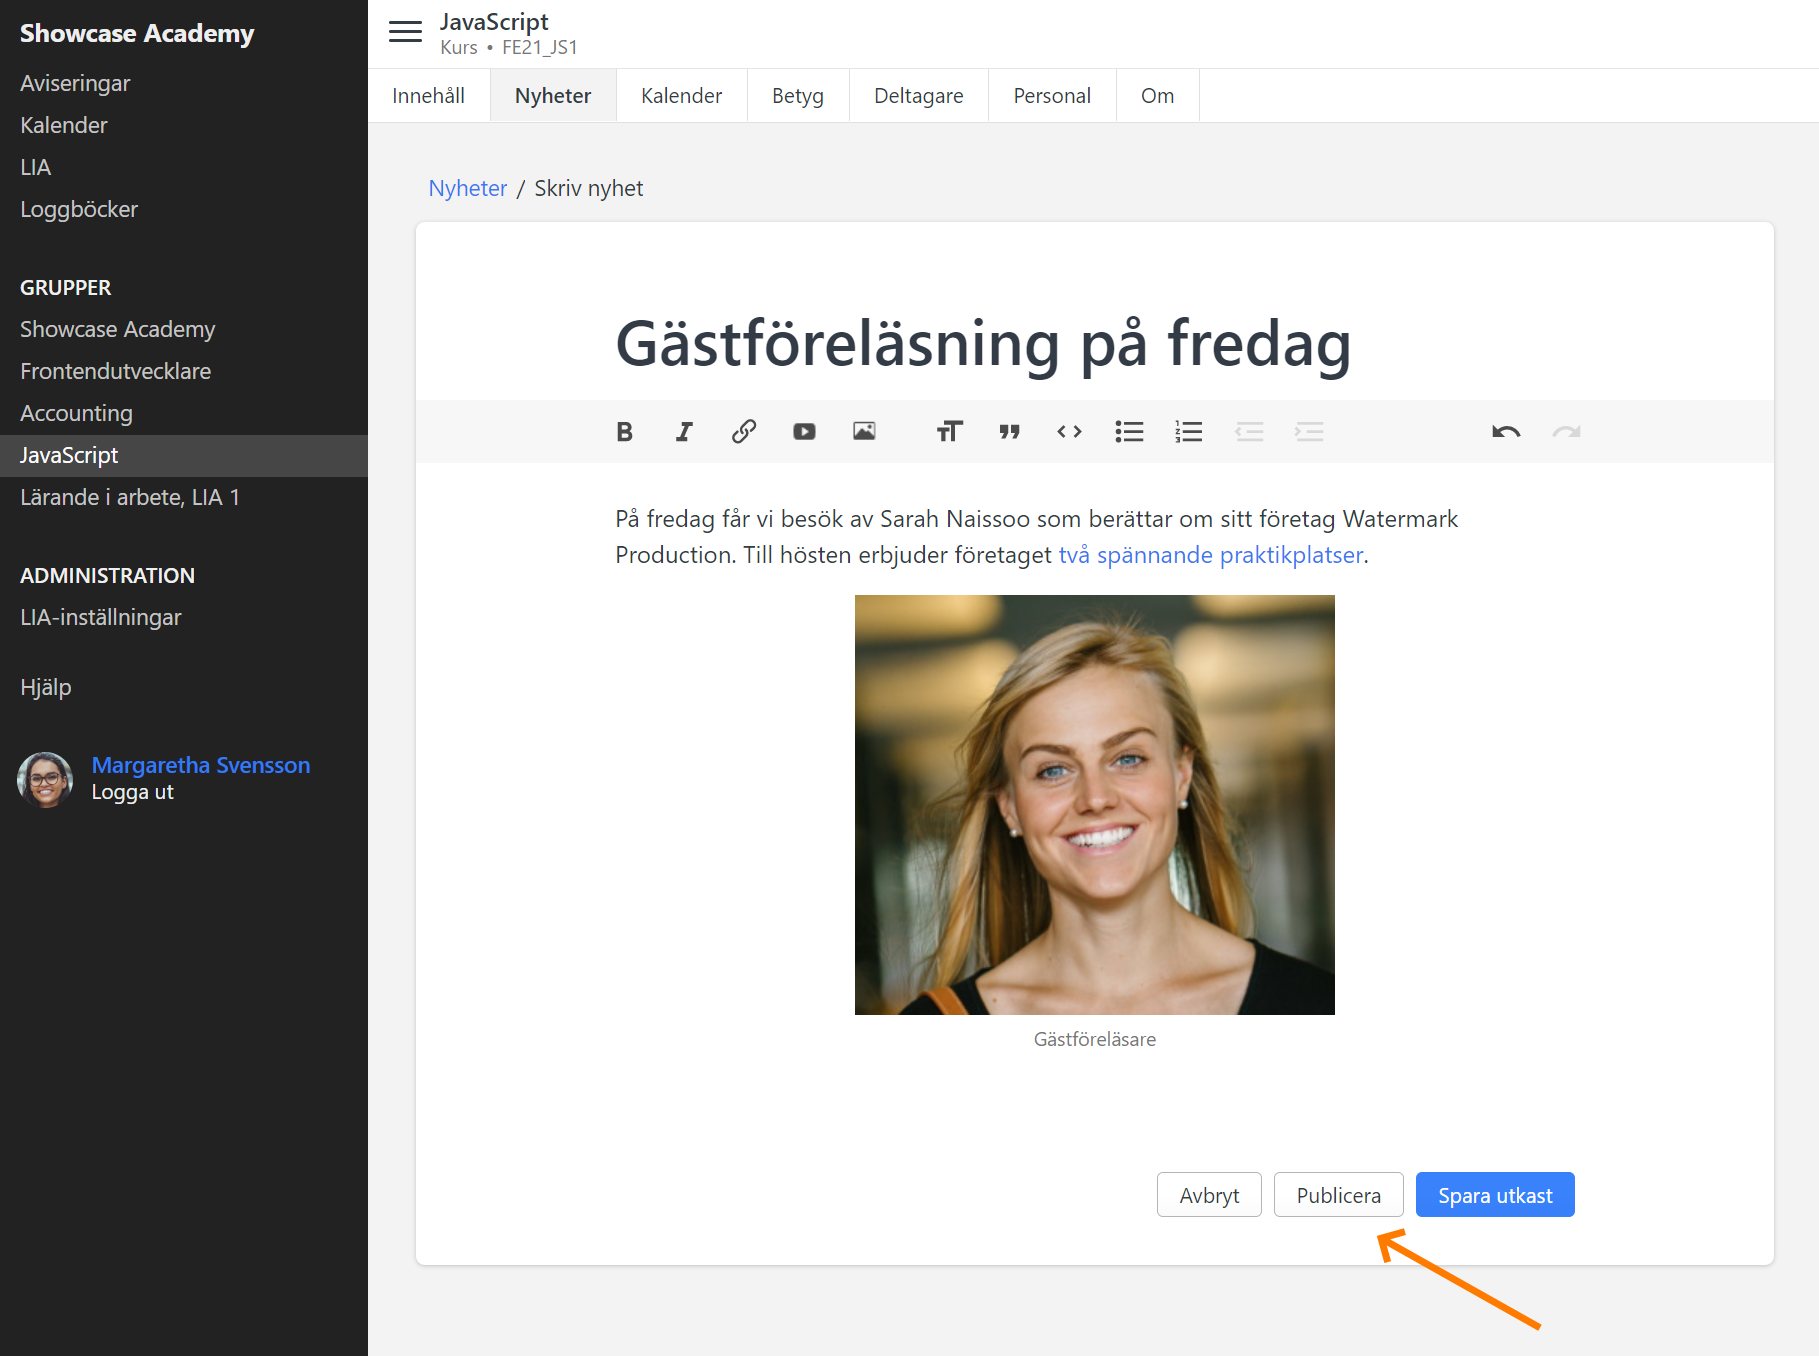 Showcase Academy
Aviseringar
Kalender
LIA
Loggböcker
GRUPPER
Showcase Academy
Frontendutvecklare
Accounting
JavaScript
Lärande i arbete, LIA 1
ADMINISTRATION
LIA-inställningar
Hjälp
Margaretha Svensson
Logga ut
JavaScript
Kurs • FE21_JS1
Innehåll Nyheter Kalender Betyg Deltagare Personal Om
Nyheter / Skriv nyhet
Gästföreläsning på fredag
På fredag får vi besök av Sarah Naissoo som berättar om sitt företag Watermark
Production. Till hösten erbjuder företaget två spännande praktikplatser.
Gästföreläsare
Avbryt Publicera Spara utkast